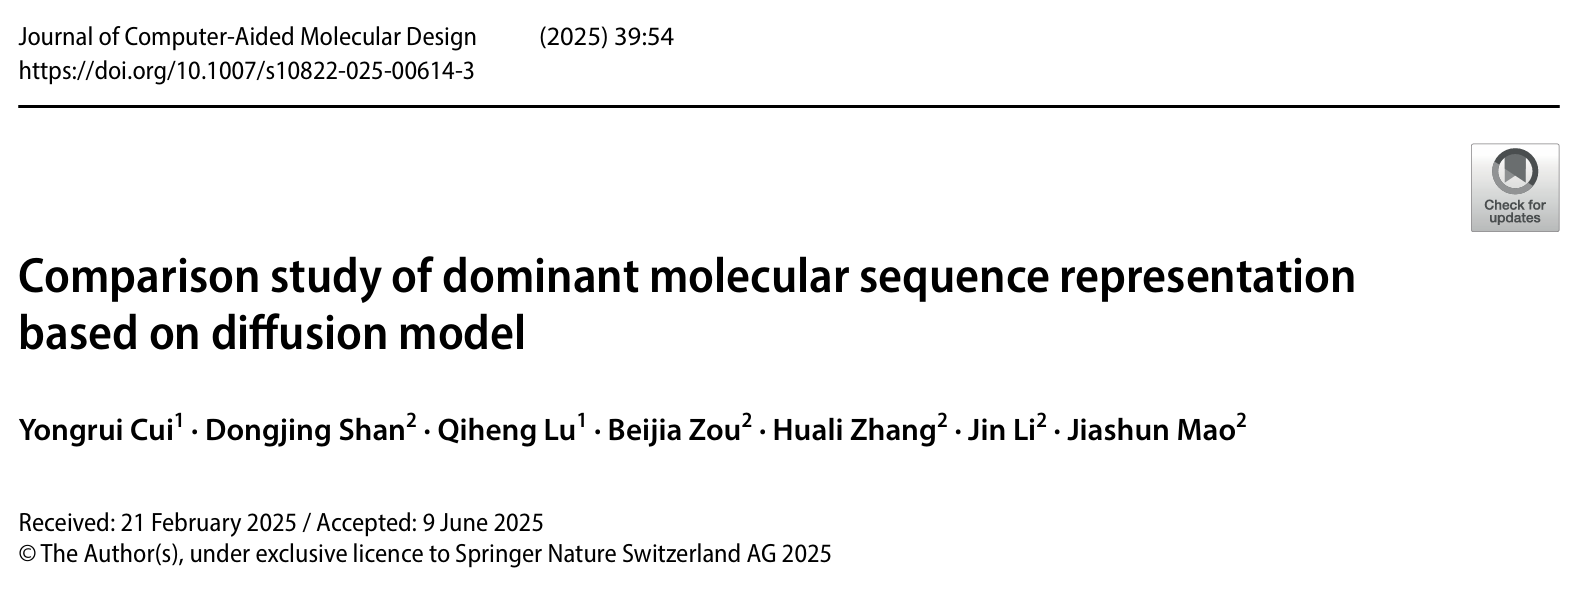 Journal of Computer-Aided Molecular Design (2025) 39:54
https://doi.org/10.1007/s10822-025-00614-3
Check for
updates
Comparison study of dominant molecular sequence representation
based on diffusion model
Yongrui Cui1 · Dongjing Shan2 · Qiheng Lu1 · Beijia Zou2 · Huali Zhang2 · Jin Li2 · Jiashun Mao2
Received: 21 February 2025 / Accepted: 9 June 2025
© The Author(s), under exclusive licence to Springer Nature Switzerland AG 2025